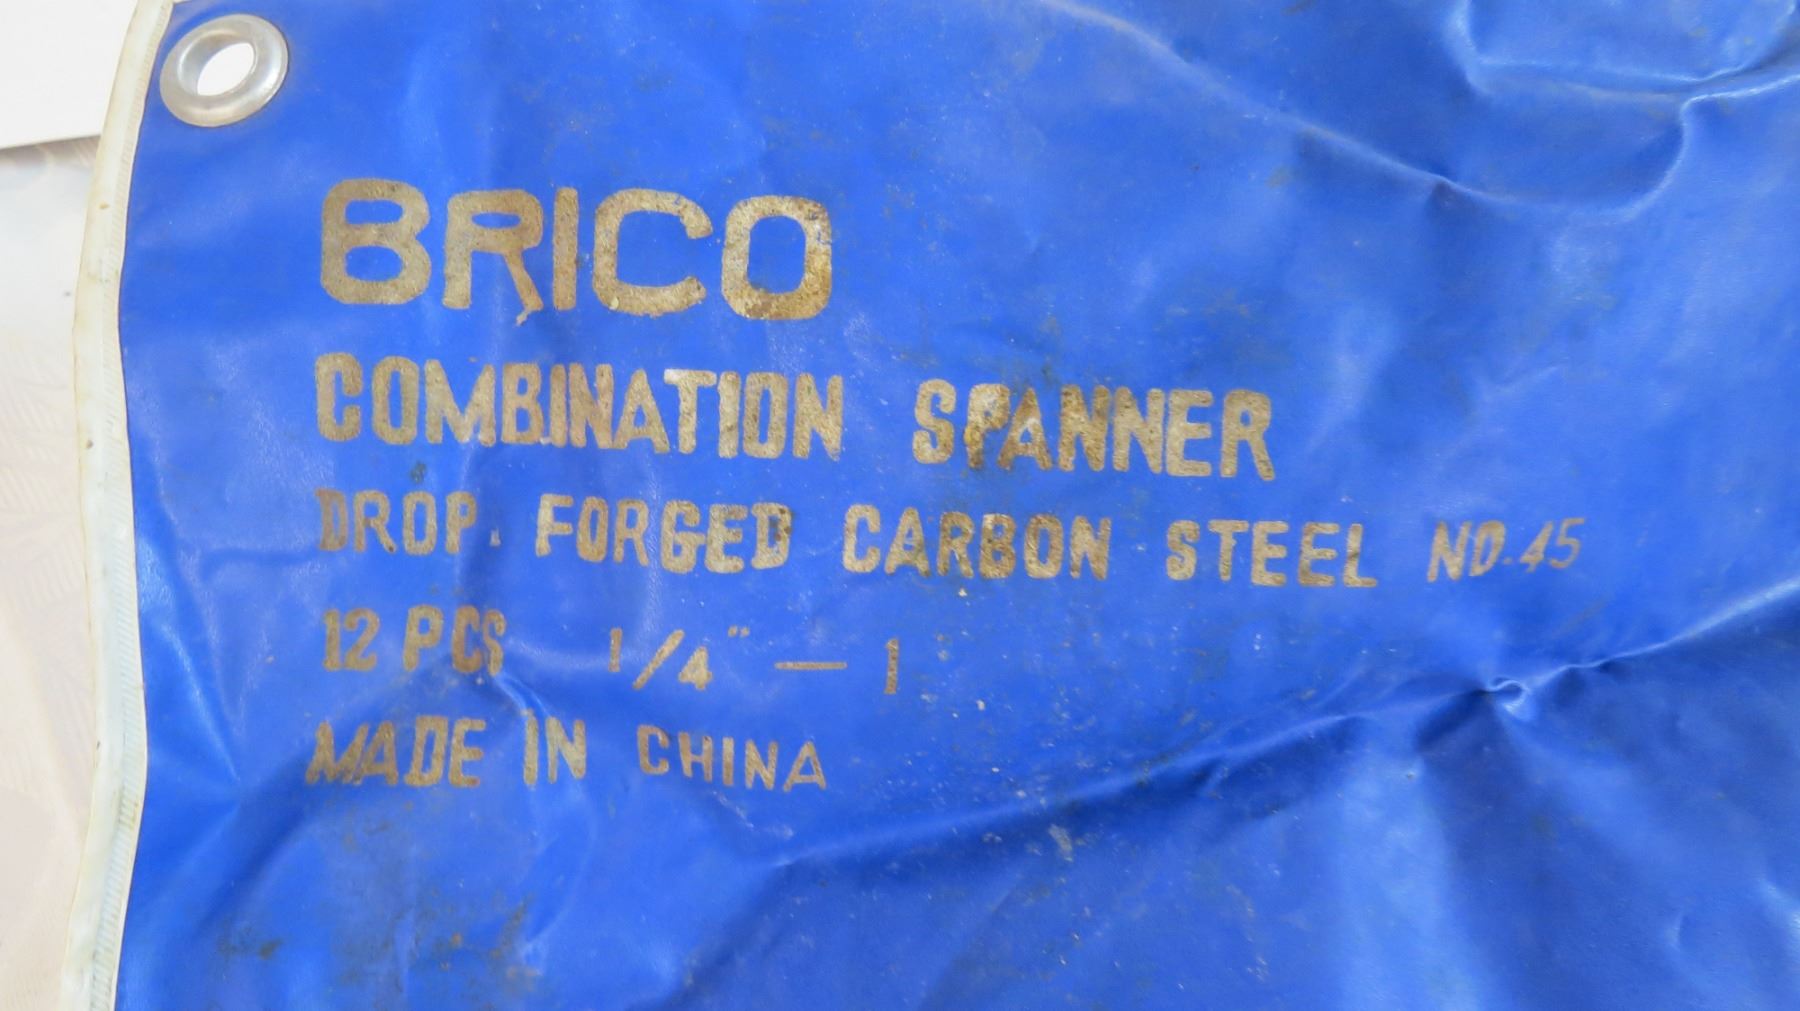 BRICO
COMBINATION SPANNER
DROP. FORGED CARBON STEEL NO.45
12 PCS 1/4" — 1
MADE IN CHINA